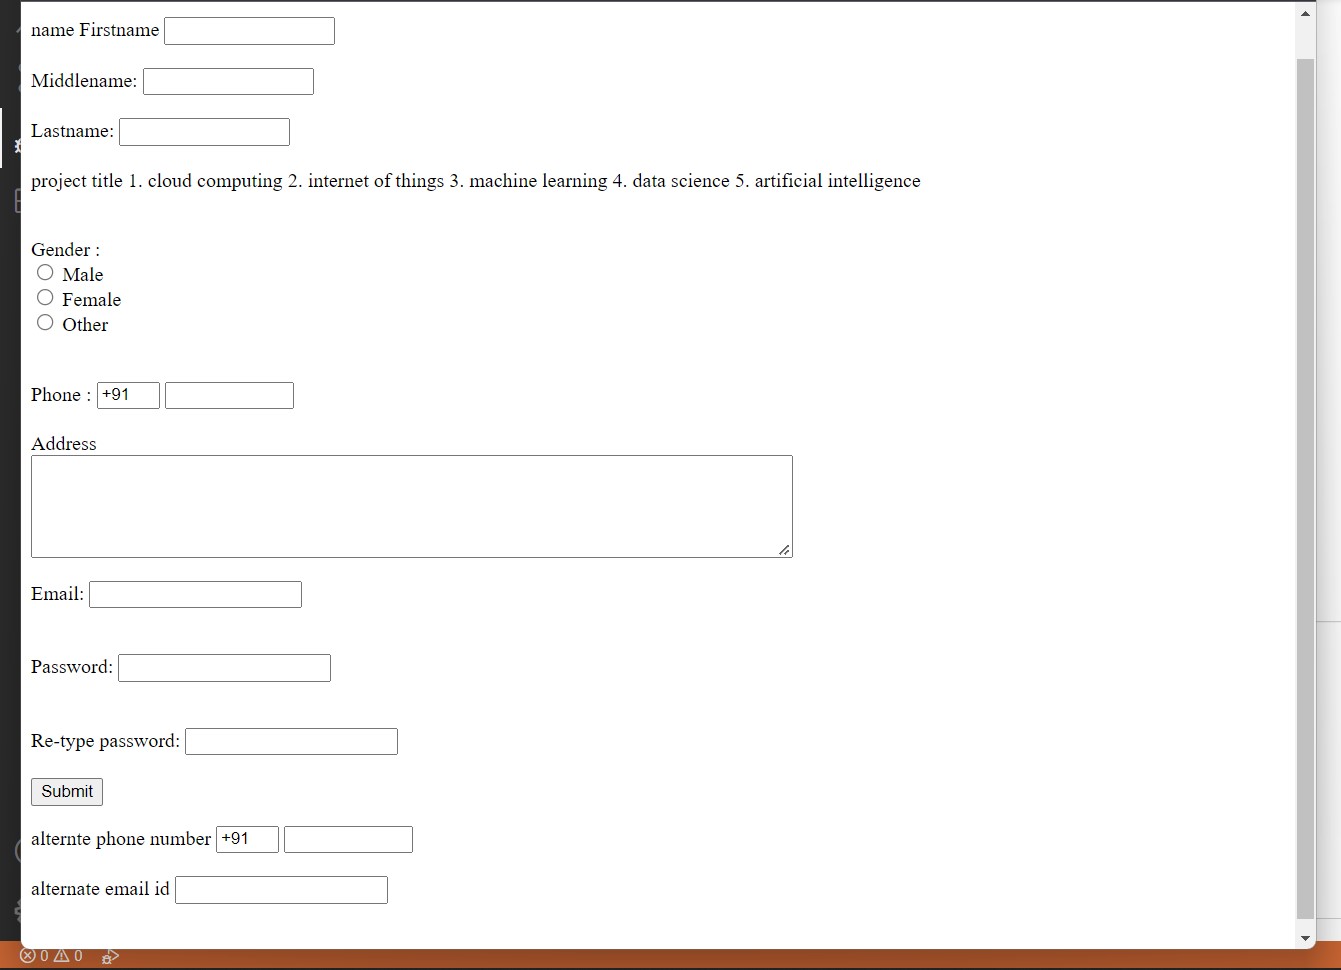 name Firstname
Middlename:
Lastname:
project title 1. cloud computing 2. internet of things 3. machine learning 4. data science 5. artificial intelligence
Gender :
Male
Female
Other
Phone : +91
Address
Email:
Password:
Re-type password:
Submit
alternte phone number +91
alternate email id
0 0